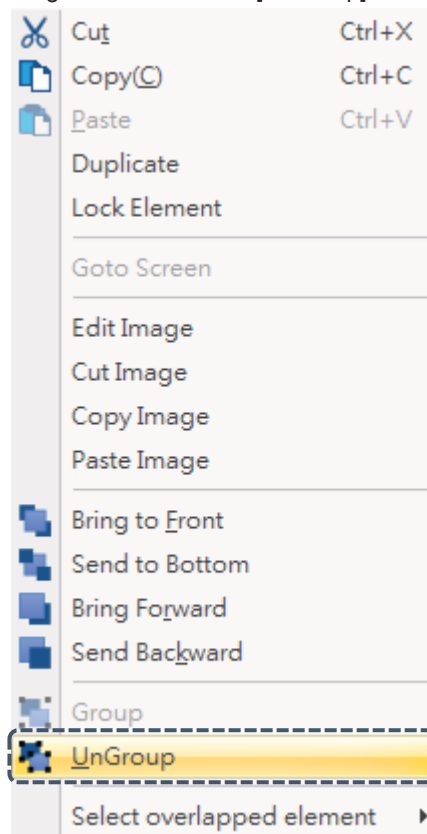 Cut Ctrl+X
Copy(C) Ctrl+C
Paste Ctrl+V
Duplicate
Lock Element
Goto Screen
Edit Image
Cut Image
Copy Image
Paste Image
Bring to Front
Send to Bottom
Bring Forward
Send Backward
Group
UnGroup
Select overlapped element